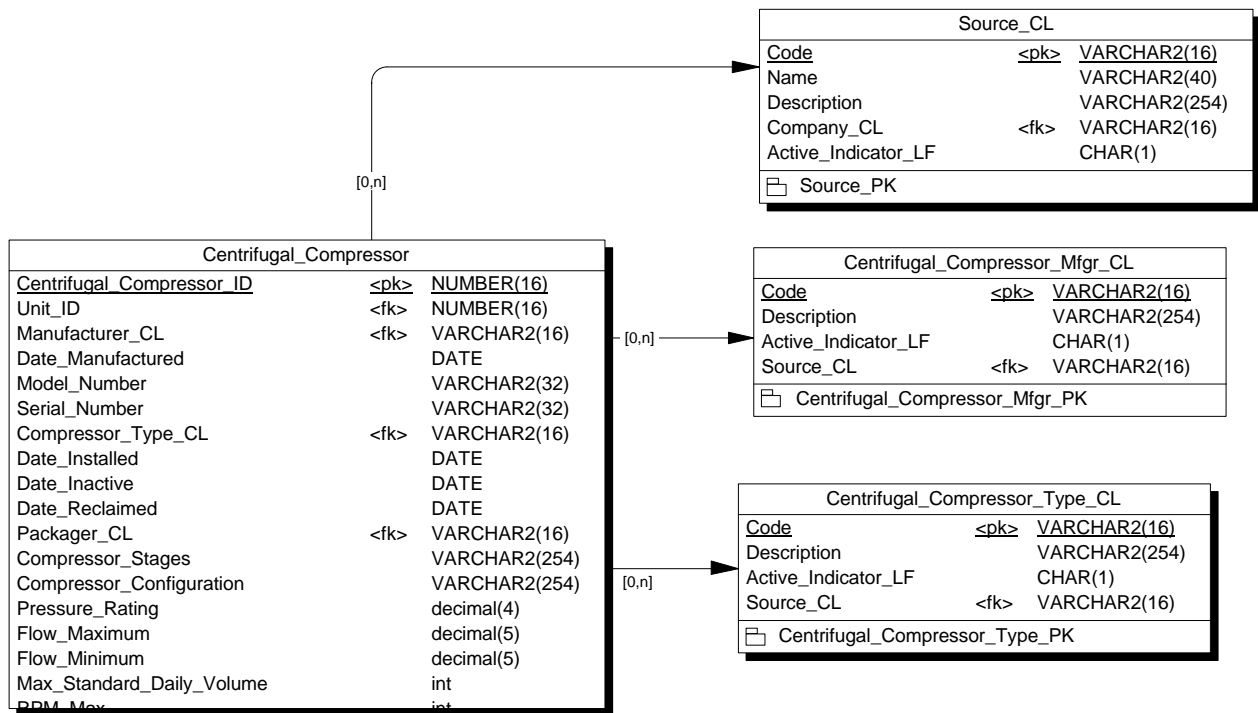 Source_CL
Code <pk> VARCHAR2(16)
Name VARCHAR2(40)
Description VARCHAR2(254)
Company_CL <fk> VARCHAR2(16)
Active_Indicator_LF CHAR(1)
Source_PK
[0,n]
Centrifugal_Compressor
Centrifugal_Compressor_ID <pk> NUMBER(16)
Unit_ID <fk> NUMBER(16)
Manufacturer_CL <fk> VARCHAR2(16)
Date_Manufactured DATE
Model_Number VARCHAR2(32)
Serial_Number VARCHAR2(32)
Compressor_Type_CL <fk> VARCHAR2(16)
Date_Installed DATE
Date_Inactive DATE
Date_Reclaimed DATE
Packager_CL <fk> VARCHAR2(16)
Compressor_Stages VARCHAR2(254)
Compressor_Configuration VARCHAR2(254)
Pressure_Rating decimal(4)
Flow_Maximum decimal(5)
Flow_Minimum decimal(5)
Max_Standard_Daily_Volume int
RPM_Max int
[0,n]
Centrifugal_Compressor_Mfgr_CL
Code <pk> VARCHAR2(16)
Description VARCHAR2(254)
Active_Indicator_LF CHAR(1)
Source_CL <fk> VARCHAR2(16)
Centrifugal_Compressor_Mfgr_PK
[0,n]
Centrifugal_Compressor_Type_CL
Code <pk> VARCHAR2(16)
Description VARCHAR2(254)
Active_Indicator_LF CHAR(1)
Source_CL <fk> VARCHAR2(16)
Centrifugal_Compressor_Type_PK